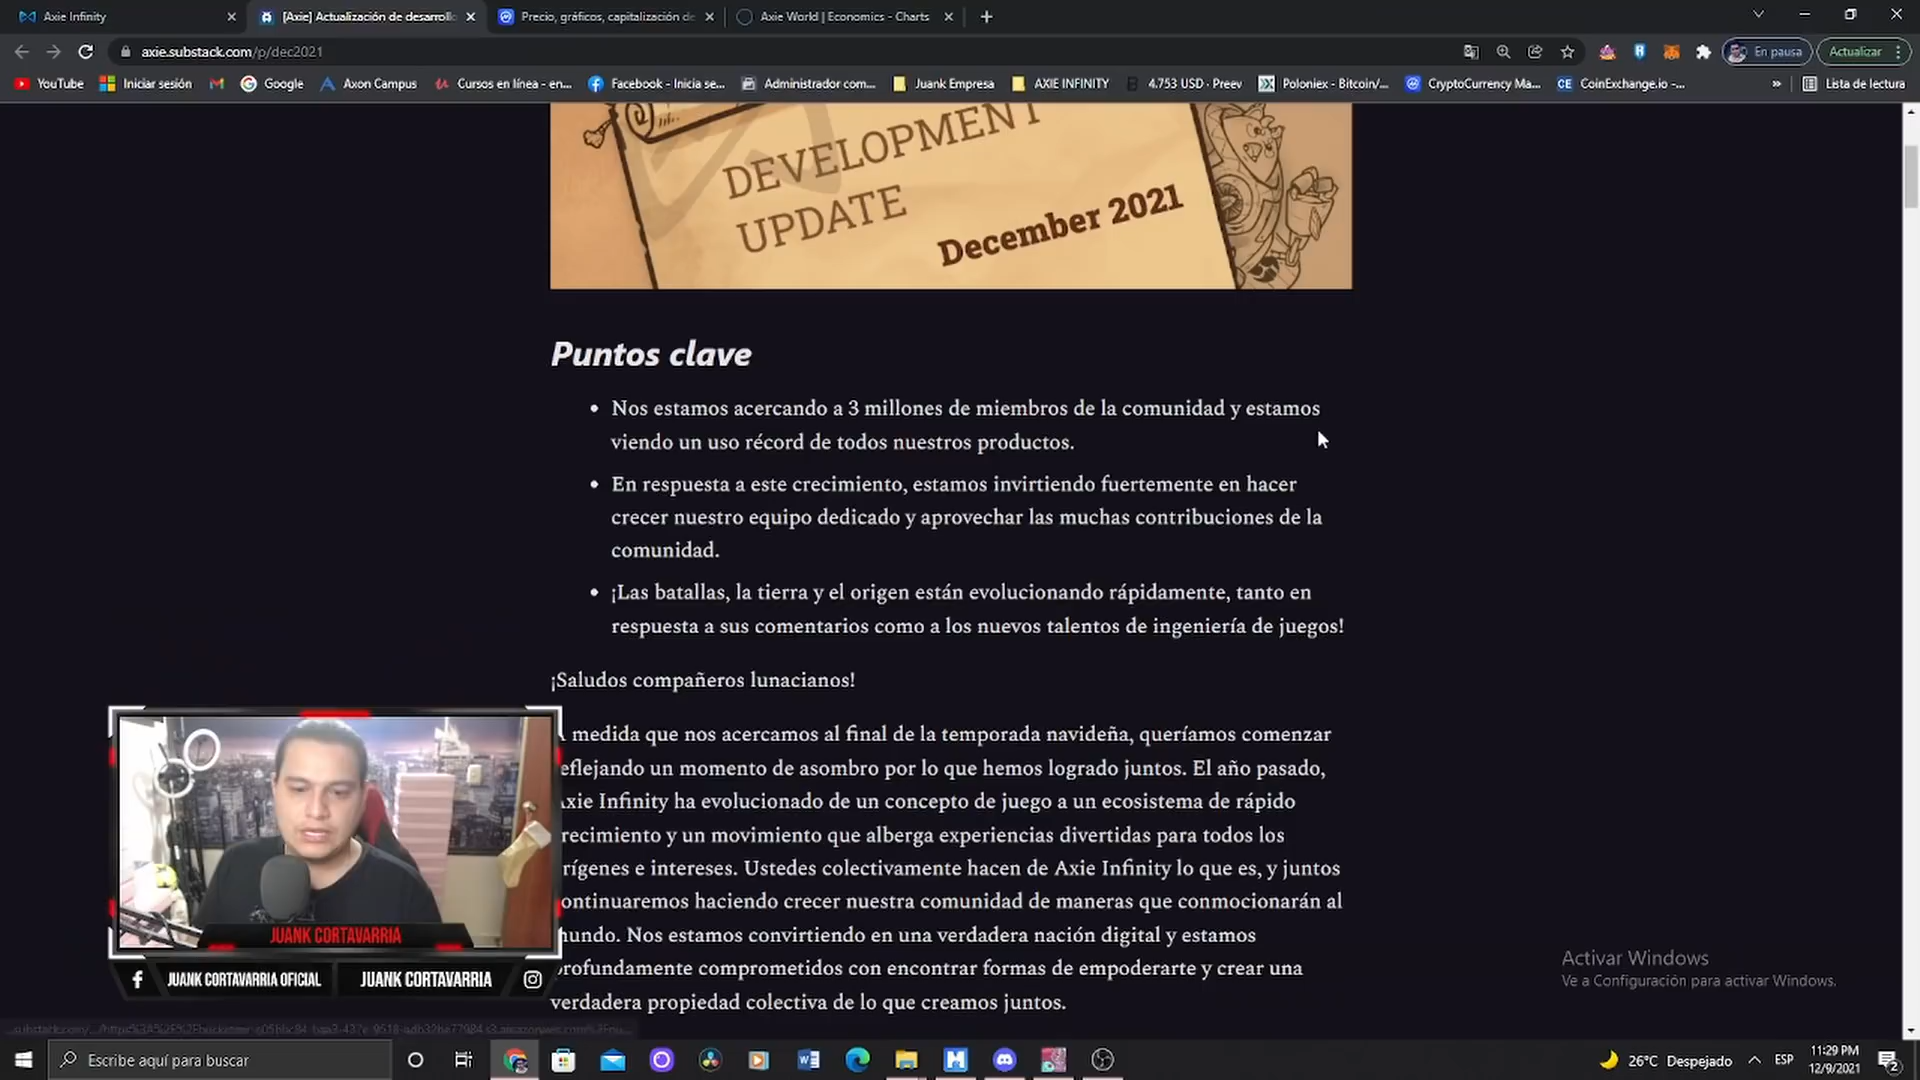 Axie Infinity
[Axie] Actualización de desarrollo
Precio, gráficos, capitalización de
Axie World | Economics - Charts
axie.substack.com/p/dec2021
En pausa
Actualizar
YouTube
Iniciar sesión
Google
Axon Campus
Cursos en línea - en...
Facebook - Inicia se...
Administrador com...
Juank Empresa
AXIE INFINITY
4.753 USD · Preev
Poloniex - Bitcoin/...
CryptoCurrency Ma...
CoinExchange.io -...
»
Lista de lectura
DEVELOPMENT
UPDATE
December 2021
Puntos clave
• Nos estamos acercando a 3 millones de miembros de la comunidad y estamos
viendo un uso récord de todos nuestros productos.
• En respuesta a este crecimiento, estamos invirtiendo fuertemente en hacer
crecer nuestro equipo dedicado y aprovechar las muchas contribuciones de la
comunidad.
• ¡Las batallas, la tierra y el origen están evolucionando rápidamente, tanto en
respuesta a sus comentarios como a los nuevos talentos de ingeniería de juegos!
¡Saludos compañeros lunacianos!
medida que nos acercamos al final de la temporada navideña, queríamos comenzar
eflejando un momento de asombro por lo que hemos logrado juntos. El año pasado,
Axie Infinity ha evolucionado de un concepto de juego a un ecosistema de rápido
recimiento y un movimiento que alberga experiencias divertidas para todos los
rígenes e intereses. Ustedes colectivamente hacen de Axie Infinity lo que es, y juntos
ontinuaremos haciendo crecer nuestra comunidad de maneras que conmocionarán al
mundo. Nos estamos convirtiendo en una verdadera nación digital y estamos
profundamente comprometidos con encontrar formas de empoderarte y crear una
verdadera propiedad colectiva de lo que creamos juntos.
JUANK CORTAVARRIA
JUANK CORTAVARRIA OFICIAL
JUANK CORTAVARRIA
Activar Windows
Ve a Configuración para activar Windows.
Escribe aquí para buscar
26°C Despejado
ESP
11:29 PM
12/9/2021
2